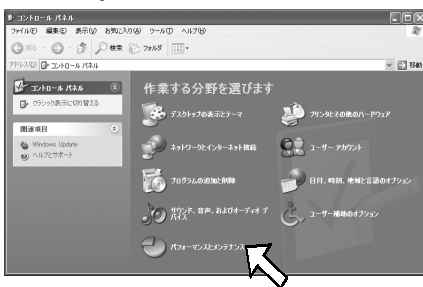 コントロール パネル
ファイル(F) 編集(E) 表示(V) お気に入り(A) ツール(T) ヘルプ(H)
戻る 検索 フォルダ
アドレス(D) コントロール パネル 移動
コントロール パネル
クラシック表示に切り替える
関連項目
Windows Update
ヘルプとサポート
作業する分野を選びます
デスクトップの表示とテーマ
プリンタとその他のハードウェア
ネットワークとインターネット接続
ユーザー アカウント
プログラムの追加と削除
日付、時刻、地域と言語のオプション
サウンド、音声、およびオーディオ デ
バイス
ユーザー補助のオプション
パフォーマンスとメンテナンス